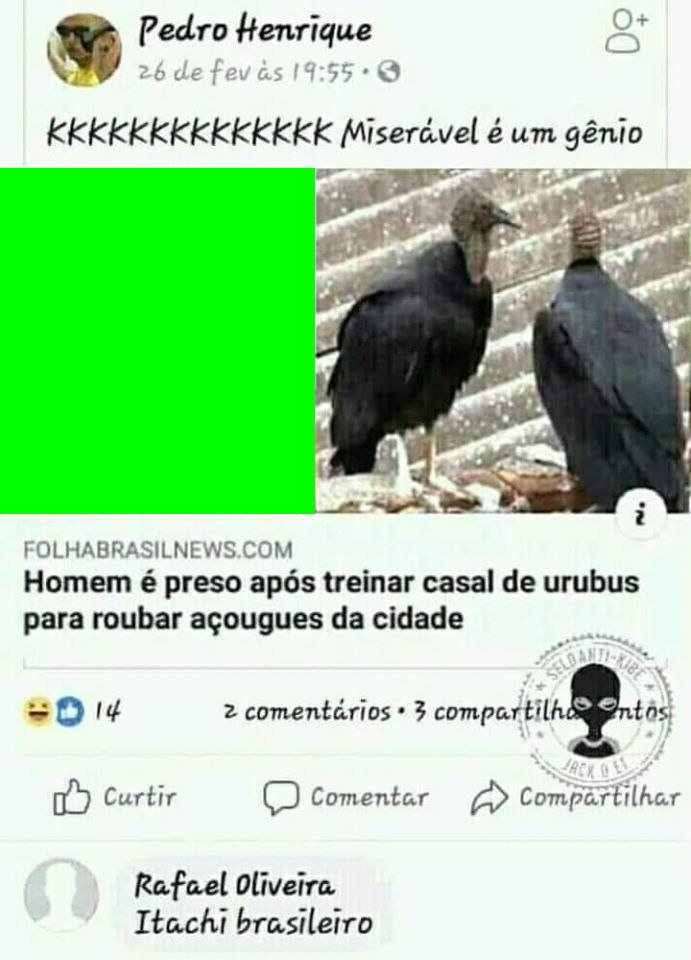 Pedro Henrique
26 de fev às 19:55 •
KKKKKKKKKKKKKK Miserável é um gênio
i
FOLHABRASILNEWS.COM
Homem é preso após treinar casal de urubus
para roubar açougues da cidade
SELO ANTI-KIBE
14
2 comentários • 3 compartilhamentos
JACK O ET
Curtir
Comentar
Compartilhar
Rafael Oliveira
Itachi brasileiro